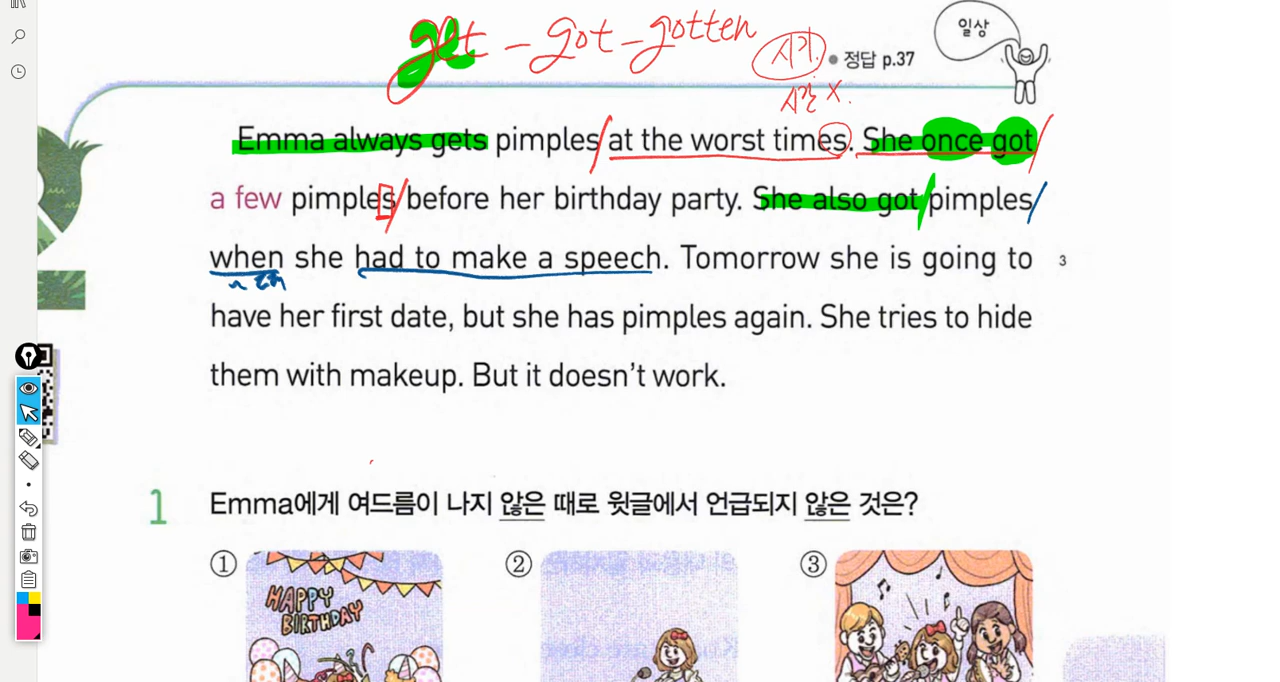 get - got - gotten
시기.
시간 X.
일상
● 정답 p.37
Emma always gets pimples at the worst times. She once got
a few pimples before her birthday party. She also got pimples
when she had to make a speech. Tomorrow she is going to
3
~ 때
have her first date, but she has pimples again. She tries to hide
them with makeup. But it doesn't work.
1 Emma에게 여드름이 나지 않은 때로 윗글에서 언급되지 않은 것은?
① ② ③
HAPPY
BIRTHDAY